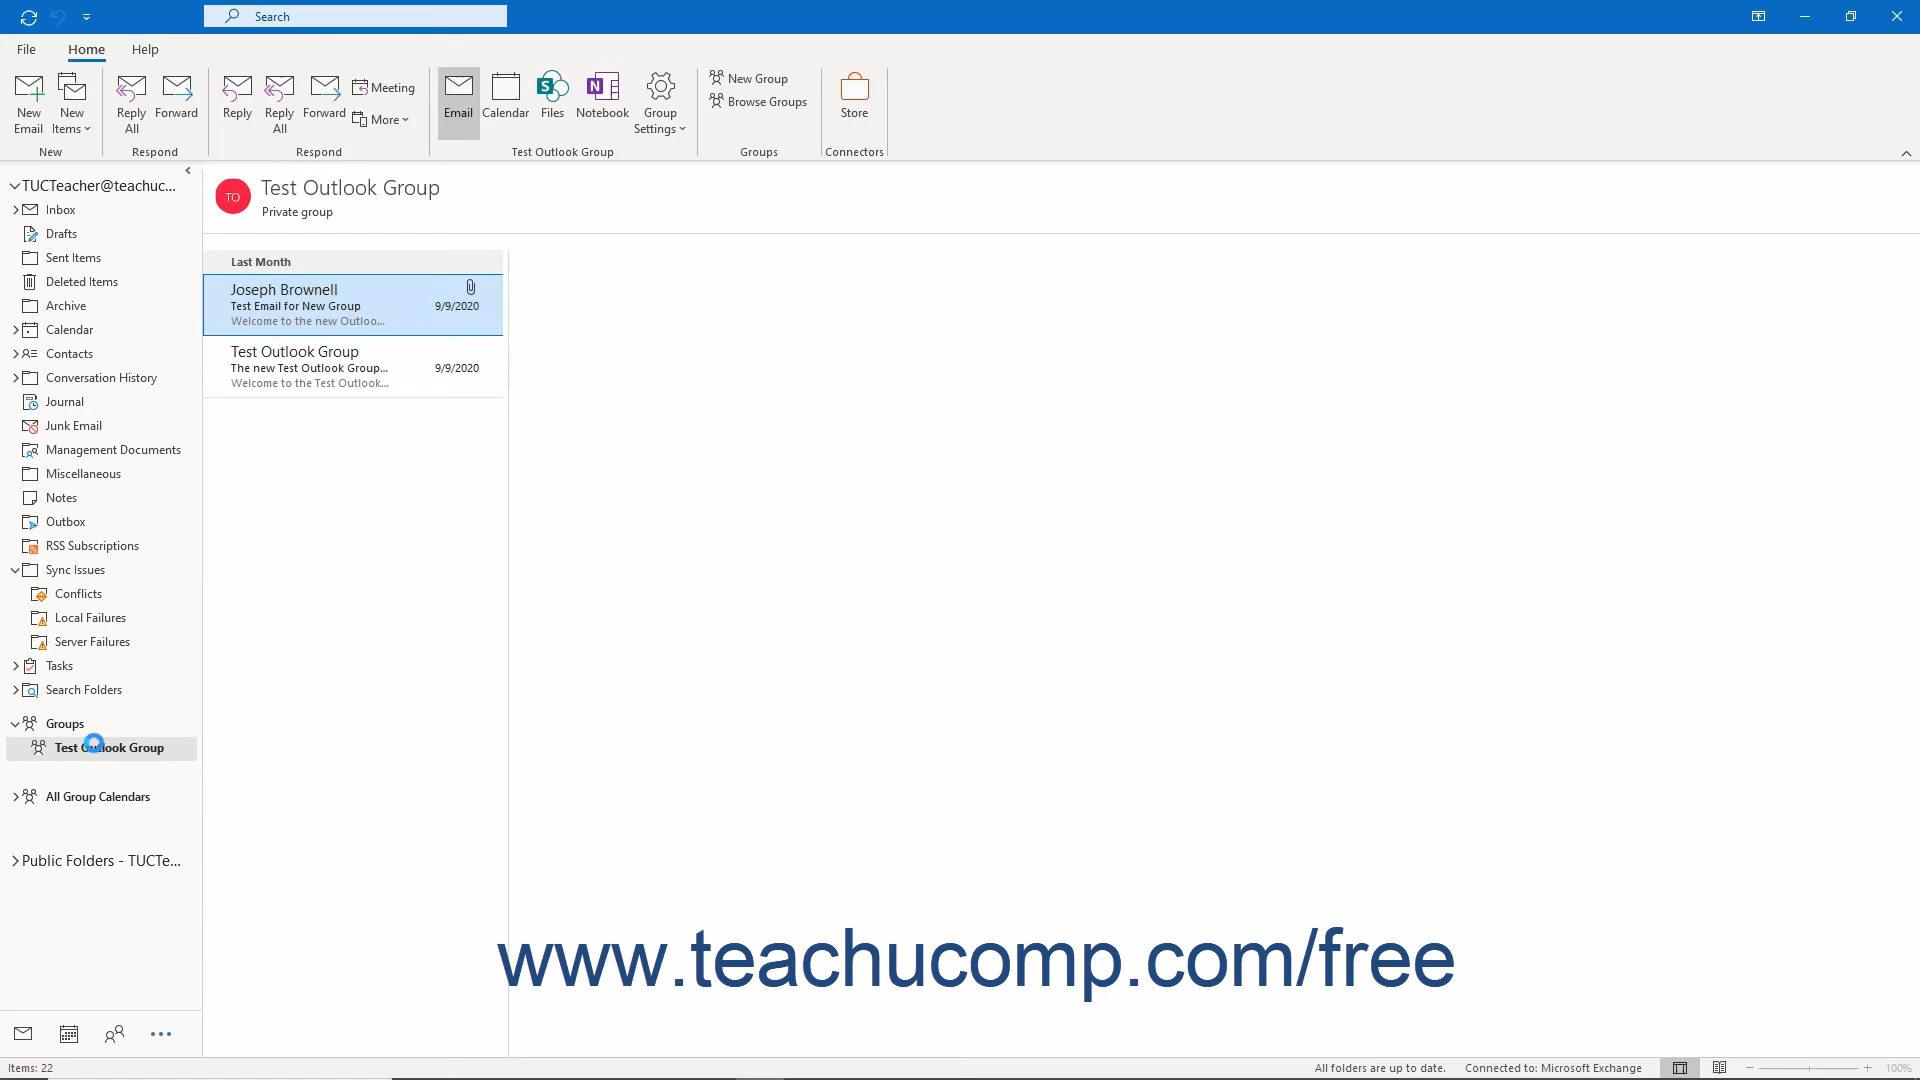 Search
File Home Help
New Email
New Items
New
Reply All
Forward
Respond
Reply
Reply All
Forward
Meeting
More
Respond
Email
Calendar
Files
Notebook
Group Settings
Test Outlook Group
New Group
Browse Groups
Groups
Store
Connectors
TUCTeacher@teachuc...
Inbox
Drafts
Sent Items
Deleted Items
Archive
Calendar
Contacts
Conversation History
Journal
Junk Email
Management Documents
Miscellaneous
Notes
Outbox
RSS Subscriptions
Sync Issues
Conflicts
Local Failures
Server Failures
Tasks
Search Folders
Groups
Test Outlook Group
All Group Calendars
Public Folders - TUCTe...
TO
Test Outlook Group
Private group
Last Month
Joseph Brownell
Test Email for New Group 9/9/2020
Welcome to the new Outloo...
Test Outlook Group
The new Test Outlook Group... 9/9/2020
Welcome to the Test Outlook...
www.teachucomp.com/free
Items: 22
All folders are up to date. Connected to: Microsoft Exchange 100%